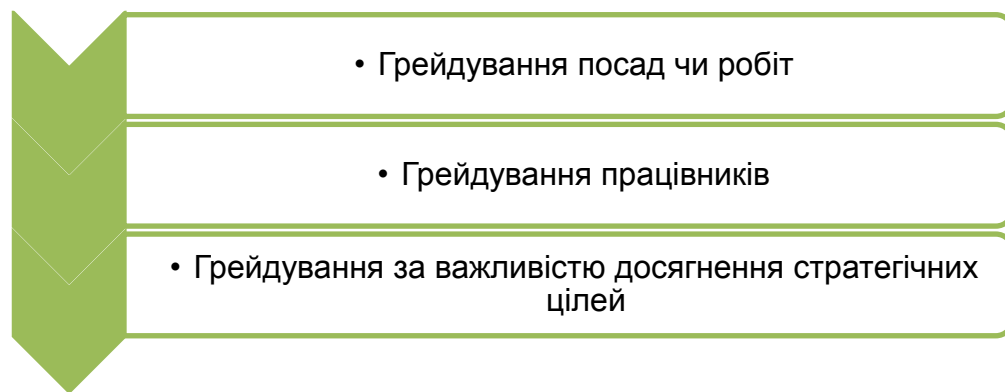 • Грейдування посад чи робіт
• Грейдування працівників
• Грейдування за важливістю досягнення стратегічних
цілей